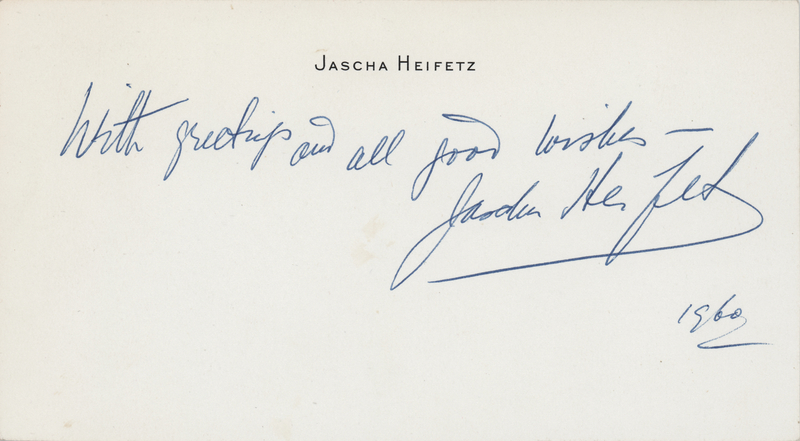 JASCHA HEIFETZ
With greetings and all good wishes —
Jascha Heifetz
1960